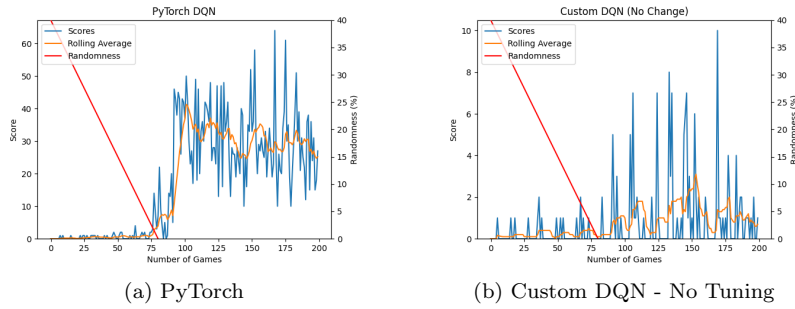 PyTorch DQN
Scores
Rolling Average
Randomness
Score
0
10
20
30
40
50
60
0
5
10
15
20
25
30
35
40
Randomness (%)
0 25 50 75 100 125 150 175 200
Number of Games
(a) PyTorch
Custom DQN (No Change)
Scores
Rolling Average
Randomness
Score
0
2
4
6
8
10
0
5
10
15
20
25
30
35
40
Randomness (%)
0 25 50 75 100 125 150 175 200
Number of Games
(b) Custom DQN - No Tuning